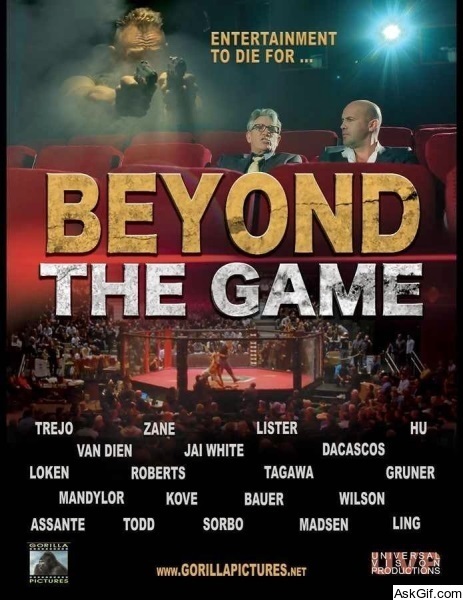 ENTERTAINMENT
TO DIE FOR ...
BEYOND
THE GAME
TREJO ZANE LISTER HU
VAN DIEN JAI WHITE DACASCOS
LOKEN ROBERTS TAGAWA GRUNER
MANDYLOR KOVE BAUER WILSON
ASSANTE TODD SORBO MADSEN LING
GORILLA
PICTURES
WWW.GORILLAPICTURES.NET
UNIVERSAL
VISION
PRODUCTIONS
AskGif.com